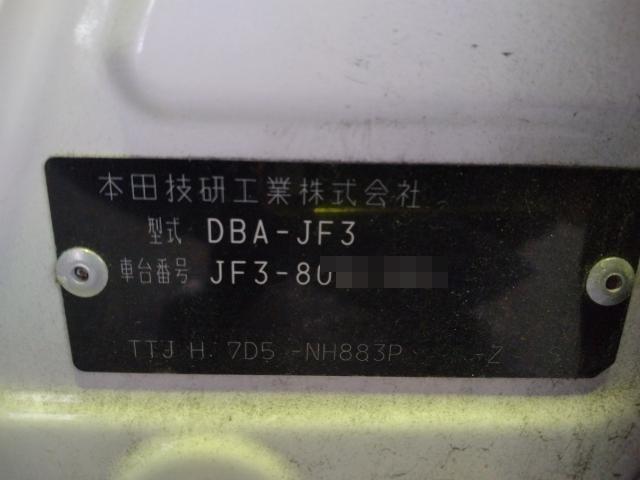 本田技研工業株式会社
型式 DBA-JF3
車台番号 JF3-80
TTJ H. 7D5 -NH883P -Z S